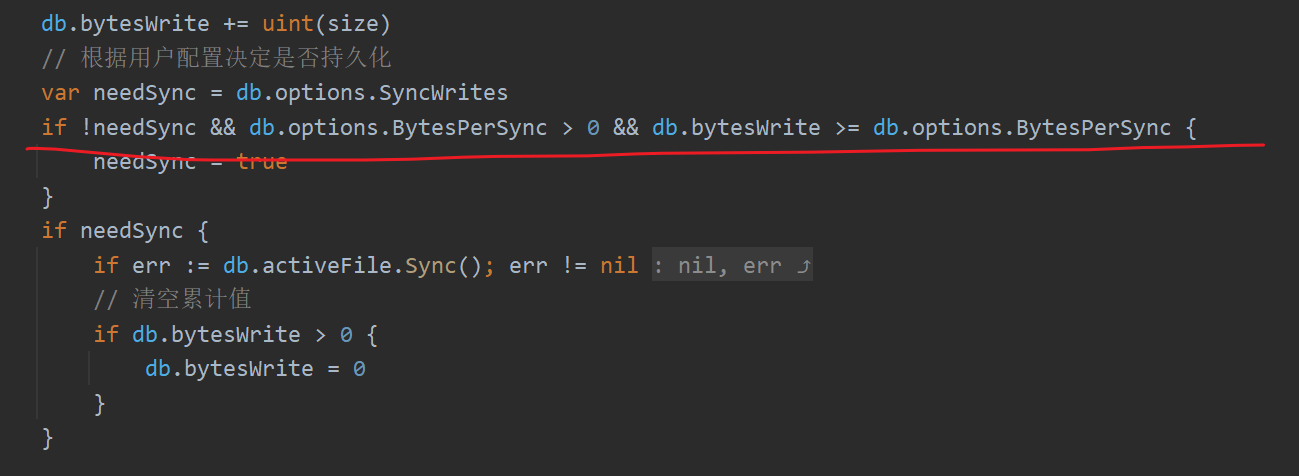 db.bytesWrite += uint(size)
// 根据用户配置决定是否持久化
var needSync = db.options.SyncWrites
if !needSync && db.options.BytesPerSync > 0 && db.bytesWrite >= db.options.BytesPerSync {
needSync = true
}
if needSync {
if err := db.activeFile.Sync(); err != nil : nil, err ⤴
// 清空累计值
if db.bytesWrite > 0 {
db.bytesWrite = 0
}
}